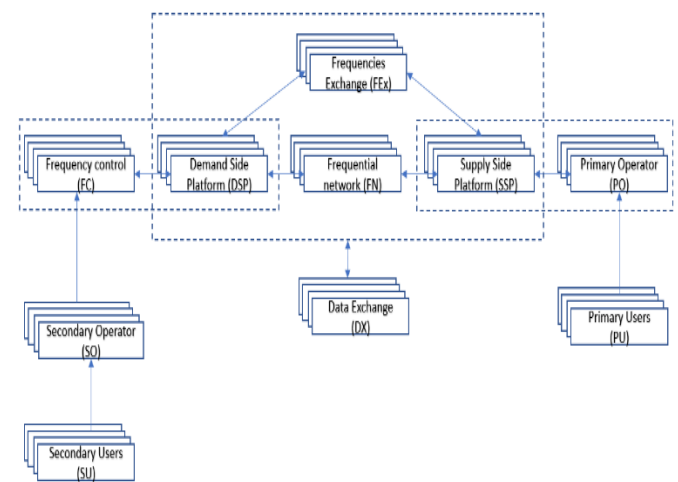 Frequencies
Exchange (FEx)
Frequency control
(FC)
Demand Side
Platform (DSP)
Frequential
network (FN)
Supply Side
Platform (SSP)
Primary Operator
(PO)
Data Exchange
(DX)
Secondary Operator
(SO)
Primary Users
(PU)
Secondary Users
(SU)